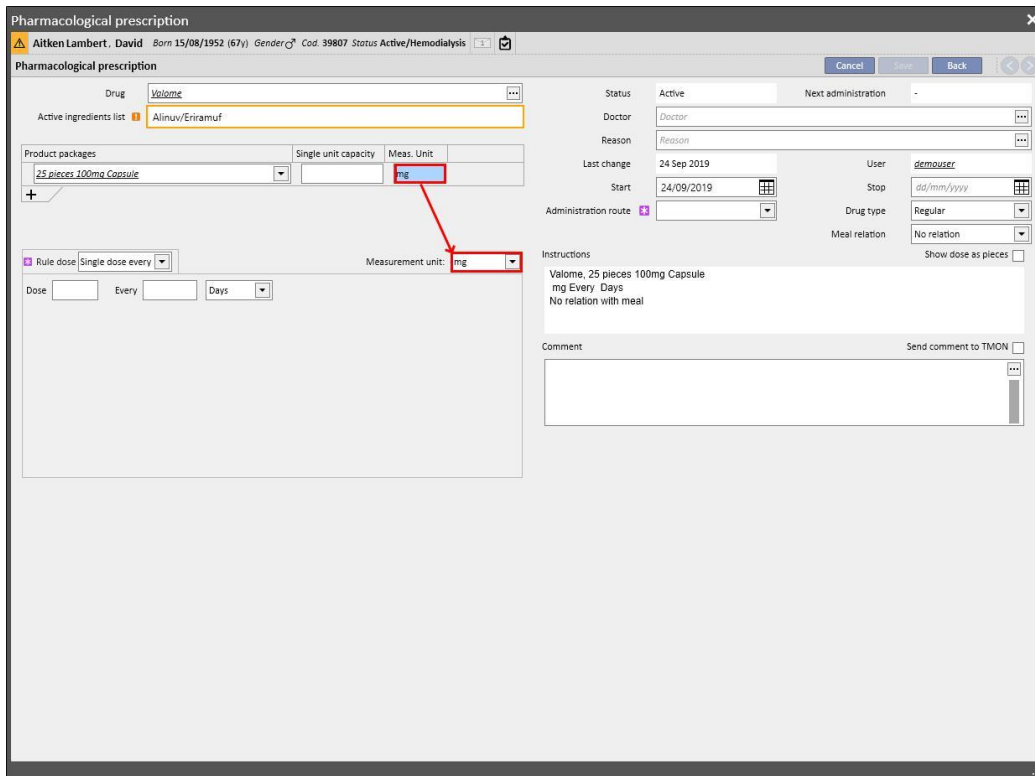 Pharmacological prescription
Aitken Lambert, David Born 15/08/1952 (67y) Gender♂ Cod. 39807 Status Active/Hemodialysis 1
Pharmacological prescription Cancel Save Back
Drug Valome ...
Active ingredients list ! Alinuv/Eriramuf
Product packages Single unit capacity Meas. Unit
25 pieces 100mg Capsule mg
+
Rule dose Single dose every Measurement unit: mg
Dose Every Days
Status Active Next administration -
Doctor Doctor ...
Reason Reason ...
Last change 24 Sep 2019 User demouser
Start 24/09/2019 Stop dd/mm/yyyy
Administration route * Drug type Regular
Meal relation No relation
Instructions Show dose as pieces
Valome, 25 pieces 100mg Capsule
mg Every Days
No relation with meal
Comment Send comment to TMON
...